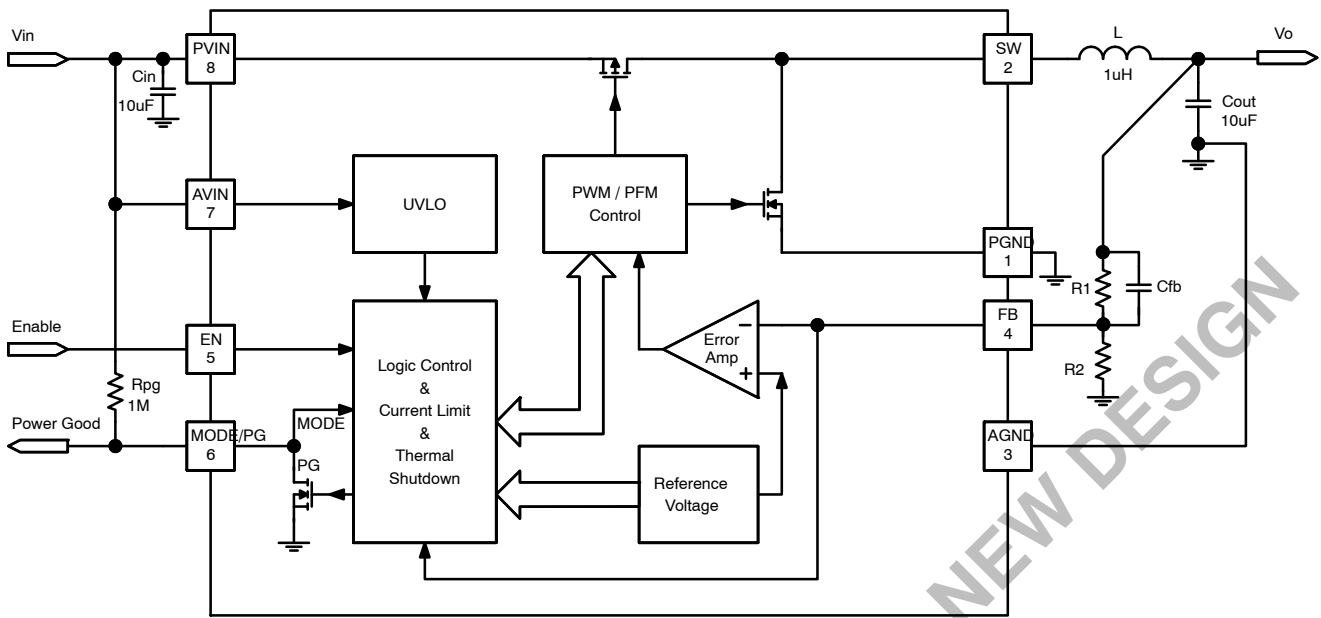 Vin
Cin
10uF
PVIN
8
SW
2
L
1uH
Vo
Cout
10uF
AVIN
7
UVLO
PWM / PFM
Control
PGND
1
R1
Cfb
Enable
EN
5
FB
4
Error
Amp
−
+
R2
Logic Control
&
Current Limit
&
Thermal
Shutdown
Rpg
1M
Power Good
MODE/PG
6
MODE
PG
AGND
3
Reference
Voltage
NEW DESIGN